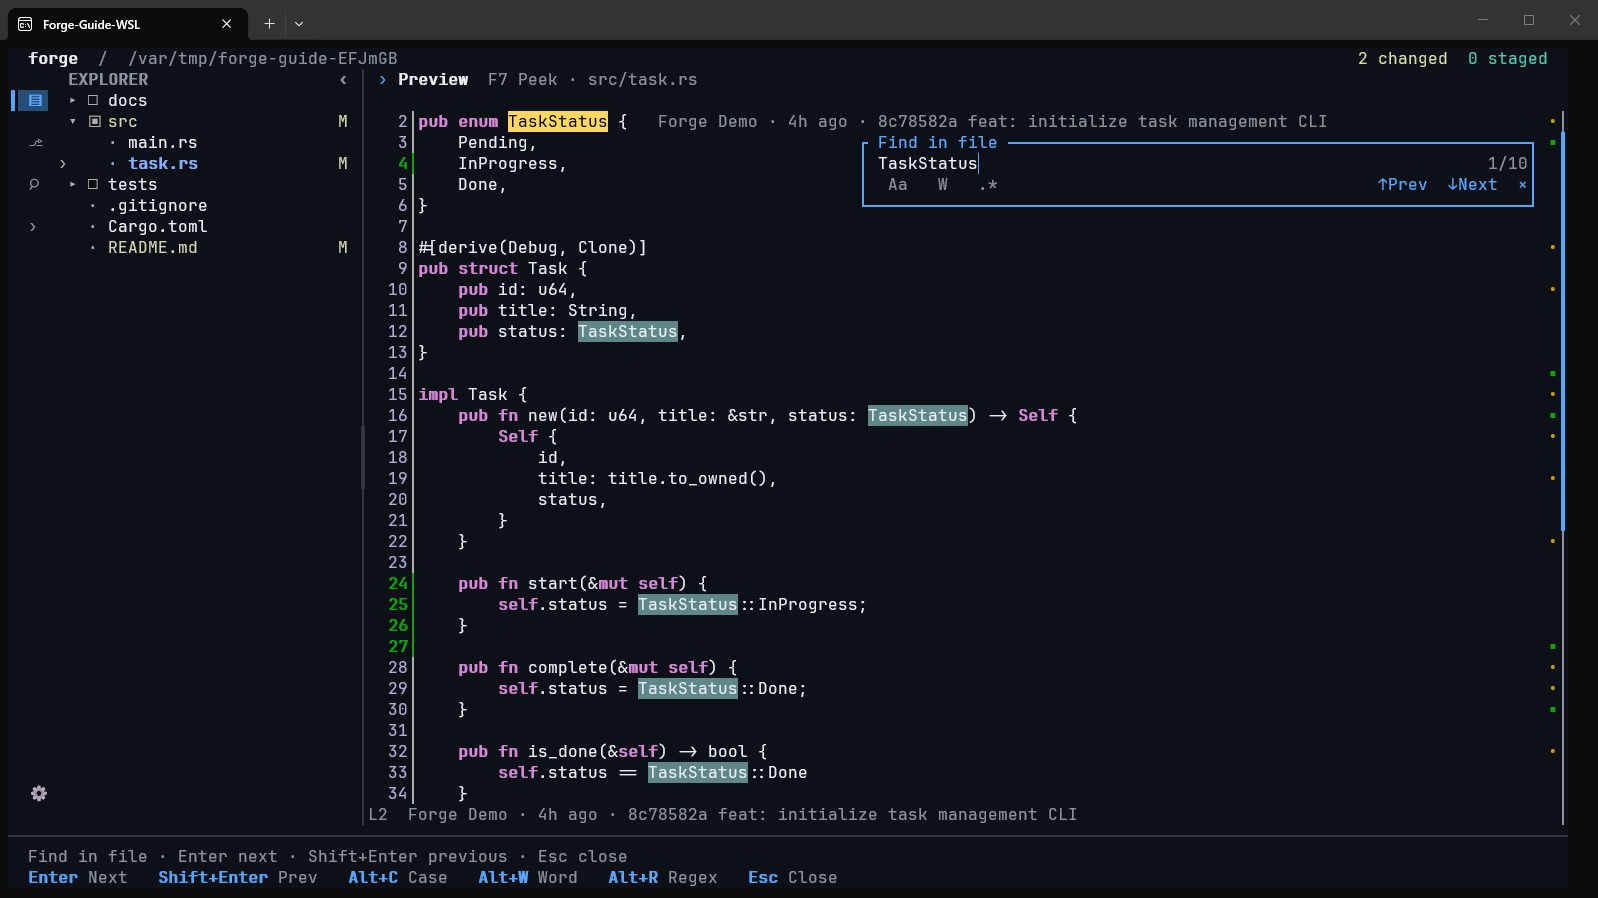 Forge-Guide-WSL
forge / /var/tmp/forge-guide-EFJmGB 2 changed 0 staged
EXPLORER
docs
src M
main.rs
task.rs M
tests
.gitignore
Cargo.toml
README.md M
Preview F7 Peek · src/task.rs
2 pub enum TaskStatus { Forge Demo · 4h ago · 8c78582a feat: initialize task management CLI
3 Pending,
4 InProgress,
5 Done,
6 }
7
8 #[derive(Debug, Clone)]
9 pub struct Task {
10 pub id: u64,
11 pub title: String,
12 pub status: TaskStatus,
13 }
14
15 impl Task {
16 pub fn new(id: u64, title: &str, status: TaskStatus) -> Self {
17 Self {
18 id,
19 title: title.to_owned(),
20 status,
21 }
22 }
23
24 pub fn start(&mut self) {
25 self.status = TaskStatus::InProgress;
26 }
27
28 pub fn complete(&mut self) {
29 self.status = TaskStatus::Done;
30 }
31
32 pub fn is_done(&self) -> bool {
33 self.status == TaskStatus::Done
34 }
Find in file
TaskStatus 1/10
Aa W .* ↑Prev ↓Next ×
L2 Forge Demo · 4h ago · 8c78582a feat: initialize task management CLI
Find in file · Enter next · Shift+Enter previous · Esc close
Enter Next Shift+Enter Prev Alt+C Case Alt+W Word Alt+R Regex Esc Close